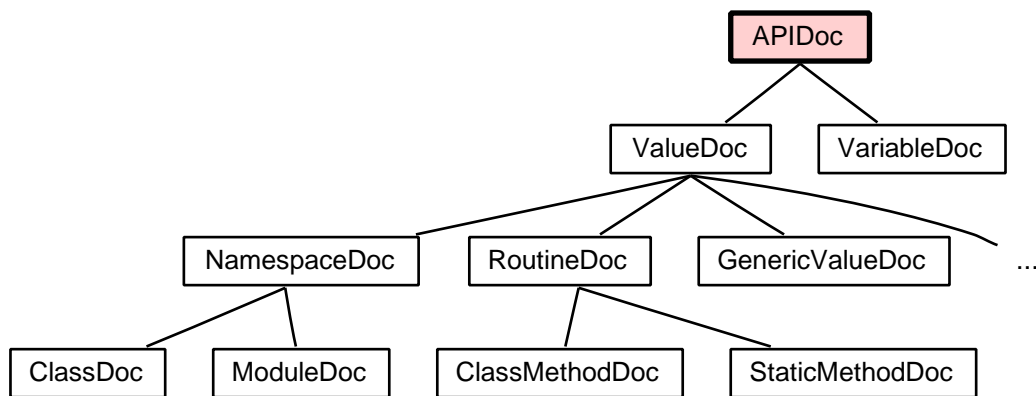 APIDoc
ValueDoc VariableDoc
NamespaceDoc RoutineDoc GenericValueDoc ...
ClassDoc ModuleDoc ClassMethodDoc StaticMethodDoc